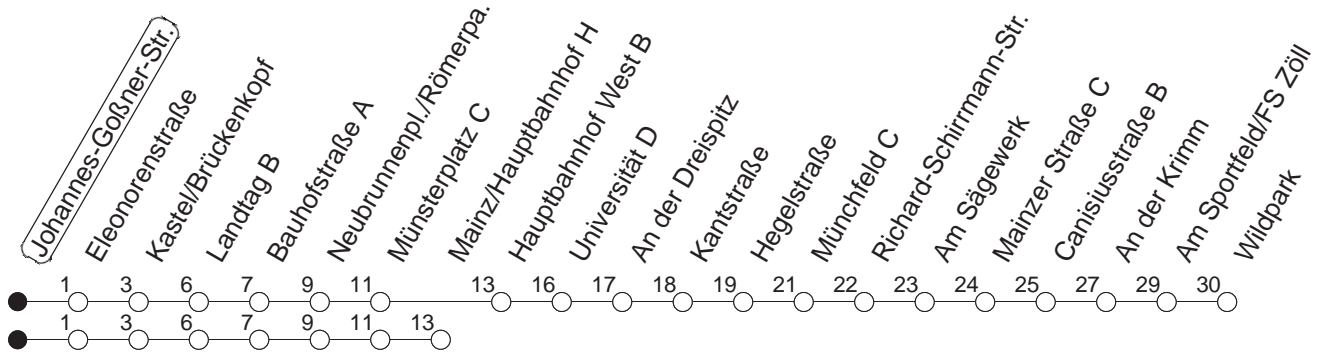 Johannes-Goßner-Str.
Eleonorenstraße
Kastel/Brückenkopf
Landtag B
Bauhofstraße A
Neubrunnenpl./Römerpa.
Münsterplatz C
Mainz/Hauptbahnhof H
Hauptbahnhof West B
Universität D
An der Dreispitz
Kantstraße
Hegelstraße
Münchfeld C
Richard-Schirrmann-Str.
Am Sägewerk
Mainzer Straße C
Canisiusstraße B
An der Krimm
Am Sportfeld/FS Zöll
Wildpark
1 3 6 7 9 11 13 16 17 18 19 21 22 23 24 25 27 29 30
1 3 6 7 9 11 13